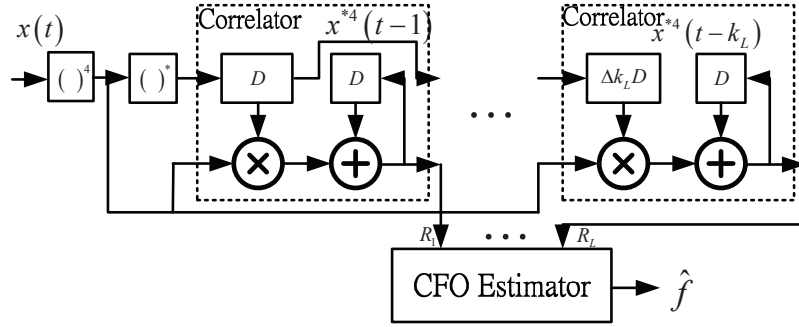 x(t)
( )^4
( )^*
Correlator
x^{*4}(t−1)
D
D
• • •
Correlator
x^{*4}(t−k_L)
Δk_L D
D
R_1
• • •
R_L
CFO Estimator
f̂